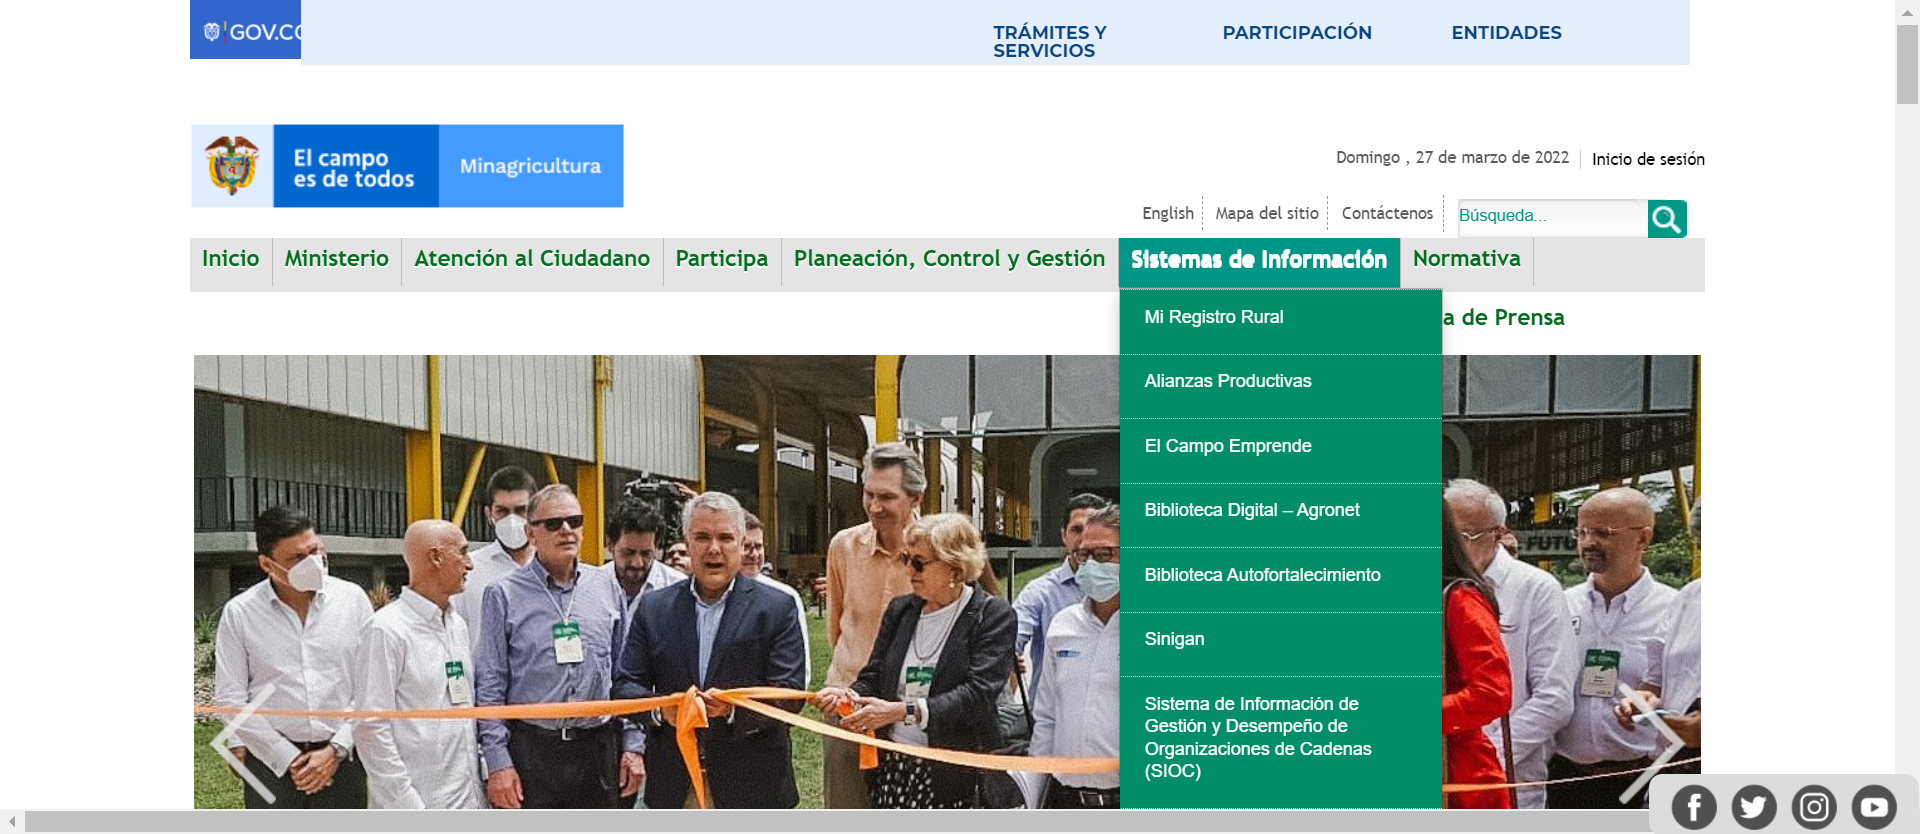 GOV.CO
TRÁMITES Y
SERVICIOS
PARTICIPACIÓN
ENTIDADES
El campo
es de todos
Minagricultura
Domingo , 27 de marzo de 2022
Inicio de sesión
English
Mapa del sitio
Contáctenos
Búsqueda...
Inicio
Ministerio
Atención al Ciudadano
Participa
Planeación, Control y Gestión
Sistemas de Información
Normativa
a de Prensa
Mi Registro Rural
Alianzas Productivas
El Campo Emprende
Biblioteca Digital – Agronet
Biblioteca Autofortalecimiento
Sinigan
Sistema de Información de
Gestión y Desempeño de
Organizaciones de Cadenas
(SIOC)
FUTU